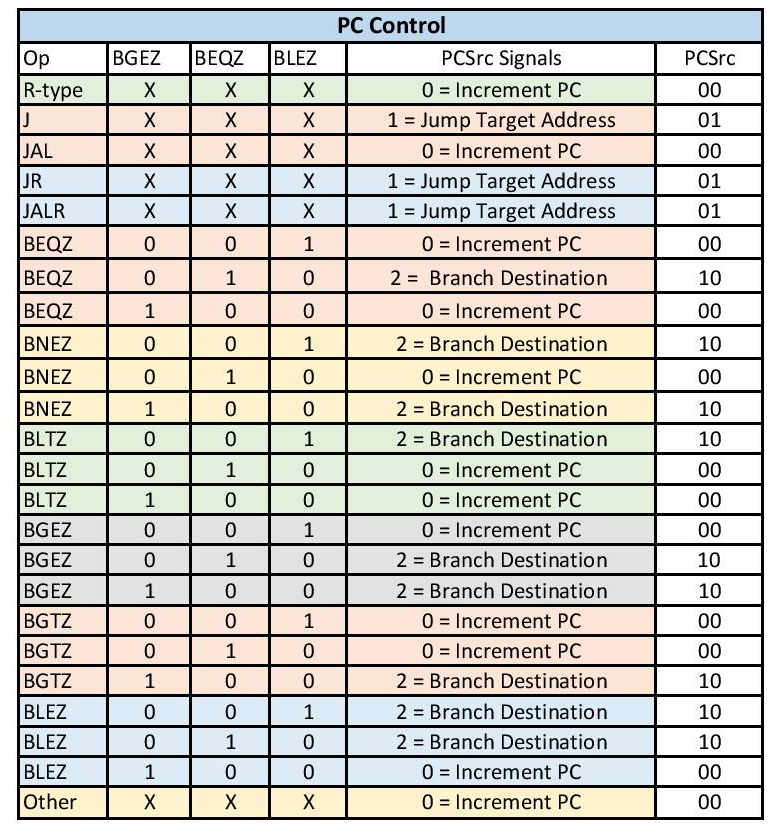 PC Control
Op BGEZ BEQZ BLEZ PCSrc Signals PCSrc
R-type X X X 0 = Increment PC 00
J X X X 1 = Jump Target Address 01
JAL X X X 0 = Increment PC 00
JR X X X 1 = Jump Target Address 01
JALR X X X 1 = Jump Target Address 01
BEQZ 0 0 1 0 = Increment PC 00
BEQZ 0 1 0 2 = Branch Destination 10
BEQZ 1 0 0 0 = Increment PC 00
BNEZ 0 0 1 2 = Branch Destination 10
BNEZ 0 1 0 0 = Increment PC 00
BNEZ 1 0 0 2 = Branch Destination 10
BLTZ 0 0 1 2 = Branch Destination 10
BLTZ 0 1 0 0 = Increment PC 00
BLTZ 1 0 0 0 = Increment PC 00
BGEZ 0 0 1 0 = Increment PC 00
BGEZ 0 1 0 2 = Branch Destination 10
BGEZ 1 0 0 2 = Branch Destination 10
BGTZ 0 0 1 0 = Increment PC 00
BGTZ 0 1 0 0 = Increment PC 00
BGTZ 1 0 0 2 = Branch Destination 10
BLEZ 0 0 1 2 = Branch Destination 10
BLEZ 0 1 0 2 = Branch Destination 10
BLEZ 1 0 0 0 = Increment PC 00
Other X X X 0 = Increment PC 00